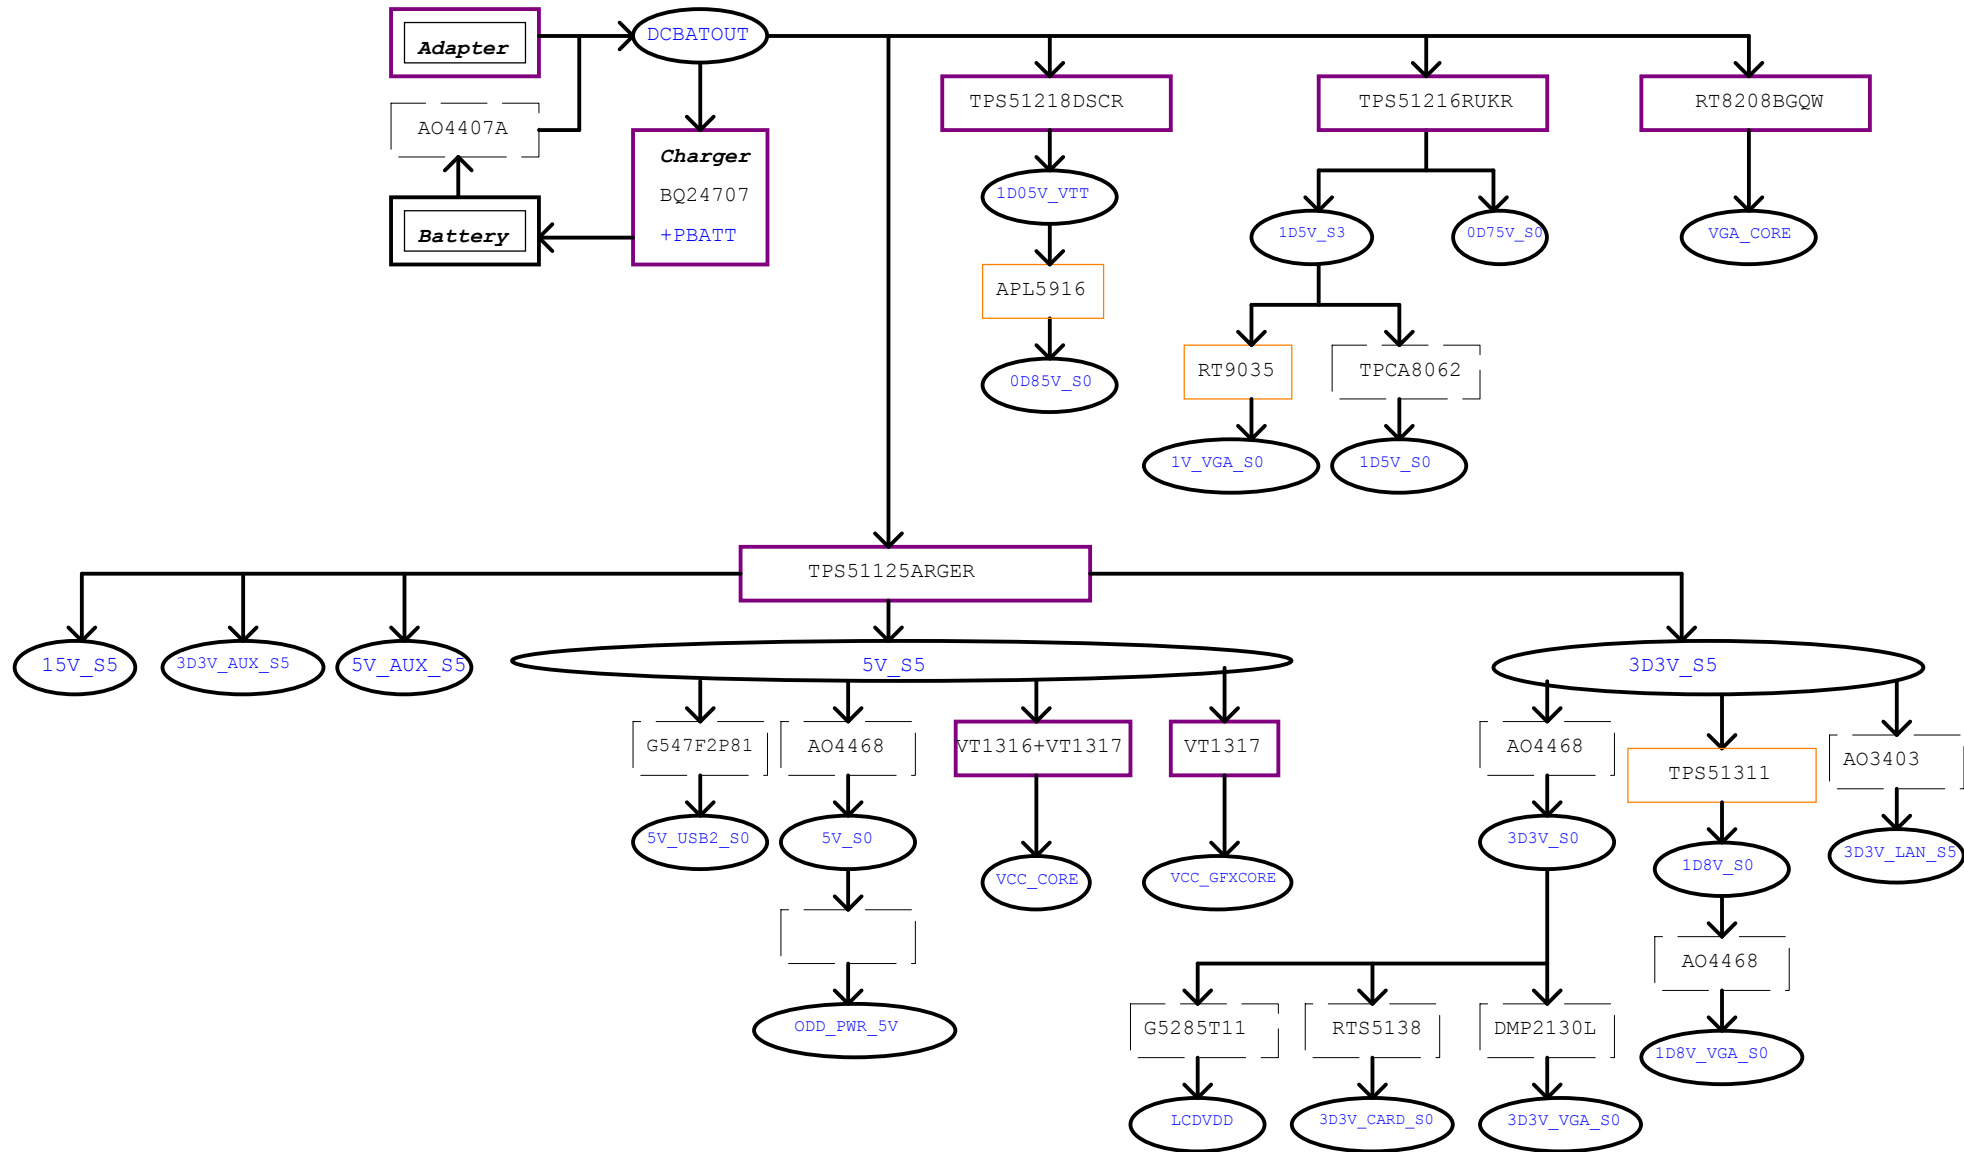 Adapter
DCBATOUT
TPS51218DSCR
TPS51216RUKR
RT8208BGQW
AO4407A
Charger
BQ24707
+PBATT
Battery
1D05V_VTT
1D5V_S3
0D75V_S0
VGA_CORE
APL5916
RT9035
TPCA8062
0D85V_S0
1V_VGA_S0
1D5V_S0
TPS51125ARGER
15V_S5
3D3V_AUX_S5
5V_AUX_S5
5V_S5
3D3V_S5
G547F2P81
AO4468
VT1316+VT1317
VT1317
AO4468
TPS51311
AO3403
5V_USB2_S0
5V_S0
VCC_CORE
VCC_GFXCORE
3D3V_S0
1D8V_S0
3D3V_LAN_S5
AO4468
ODD_PWR_5V
G5285T11
RTS5138
DMP2130L
1D8V_VGA_S0
LCDVDD
3D3V_CARD_S0
3D3V_VGA_S0